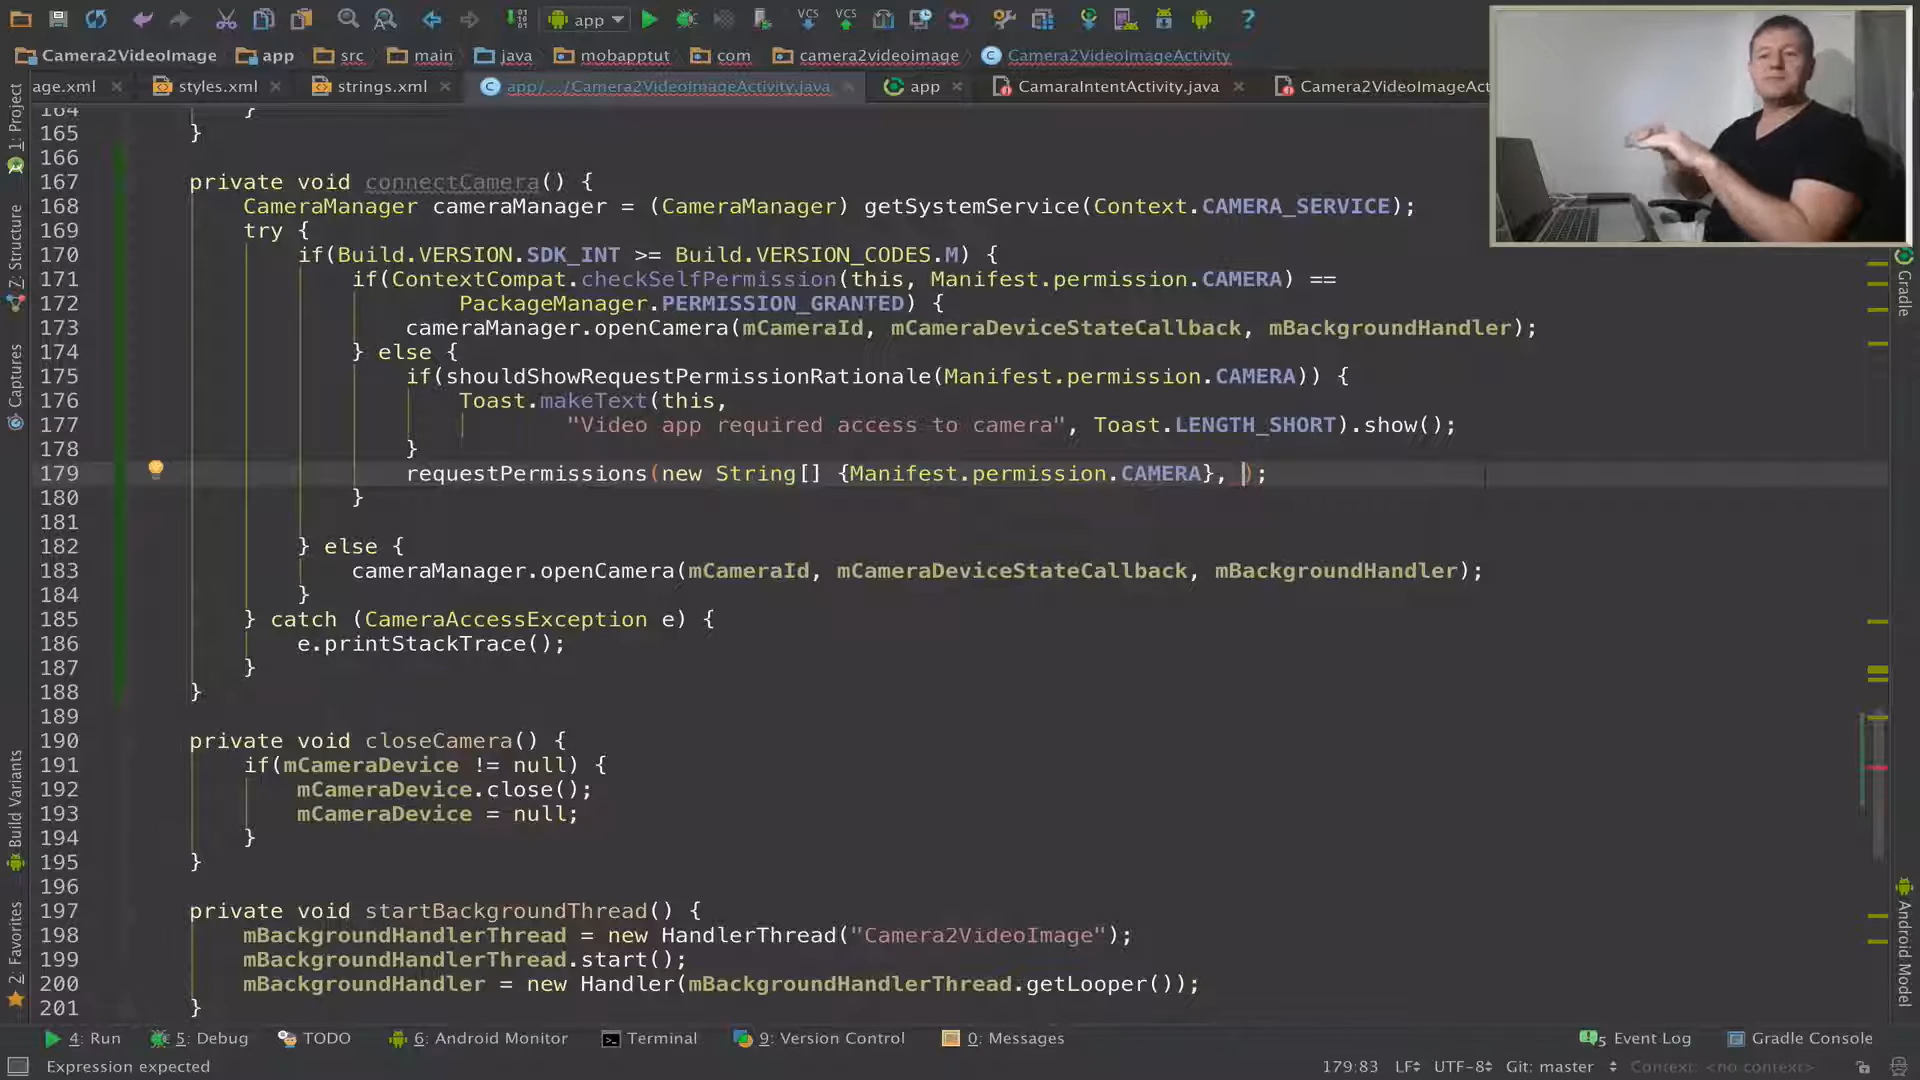 app
Camera2VideoImage app src main java mobapptut com camera2videoimage Camera2VideoImageActivity
age.xml styles.xml strings.xml app/.../Camera2VideoImageActivity.java app CamaraIntentActivity.java Camera2VideoImageAct
164 }
165 }
166
167 private void connectCamera() {
168 CameraManager cameraManager = (CameraManager) getSystemService(Context.CAMERA_SERVICE);
169 try {
170 if(Build.VERSION.SDK_INT >= Build.VERSION_CODES.M) {
171 if(ContextCompat.checkSelfPermission(this, Manifest.permission.CAMERA) ==
172 PackageManager.PERMISSION_GRANTED) {
173 cameraManager.openCamera(mCameraId, mCameraDeviceStateCallback, mBackgroundHandler);
174 } else {
175 if(shouldShowRequestPermissionRationale(Manifest.permission.CAMERA)) {
176 Toast.makeText(this,
177 "Video app required access to camera", Toast.LENGTH_SHORT).show();
178 }
179 requestPermissions(new String[] {Manifest.permission.CAMERA}, );
180 }
181
182 } else {
183 cameraManager.openCamera(mCameraId, mCameraDeviceStateCallback, mBackgroundHandler);
184 }
185 } catch (CameraAccessException e) {
186 e.printStackTrace();
187 }
188 }
189
190 private void closeCamera() {
191 if(mCameraDevice != null) {
192 mCameraDevice.close();
193 mCameraDevice = null;
194 }
195 }
196
197 private void startBackgroundThread() {
198 mBackgroundHandlerThread = new HandlerThread("Camera2VideoImage");
199 mBackgroundHandlerThread.start();
200 mBackgroundHandler = new Handler(mBackgroundHandlerThread.getLooper());
201 }
1: Project
7: Structure
Captures
Build Variants
2: Favorites
Gradle
Android Model
4: Run 5: Debug TODO 6: Android Monitor Terminal 9: Version Control 0: Messages 5 Event Log Gradle Console
Expression expected 179:83 LF UTF-8 Git: master Context: <no context>